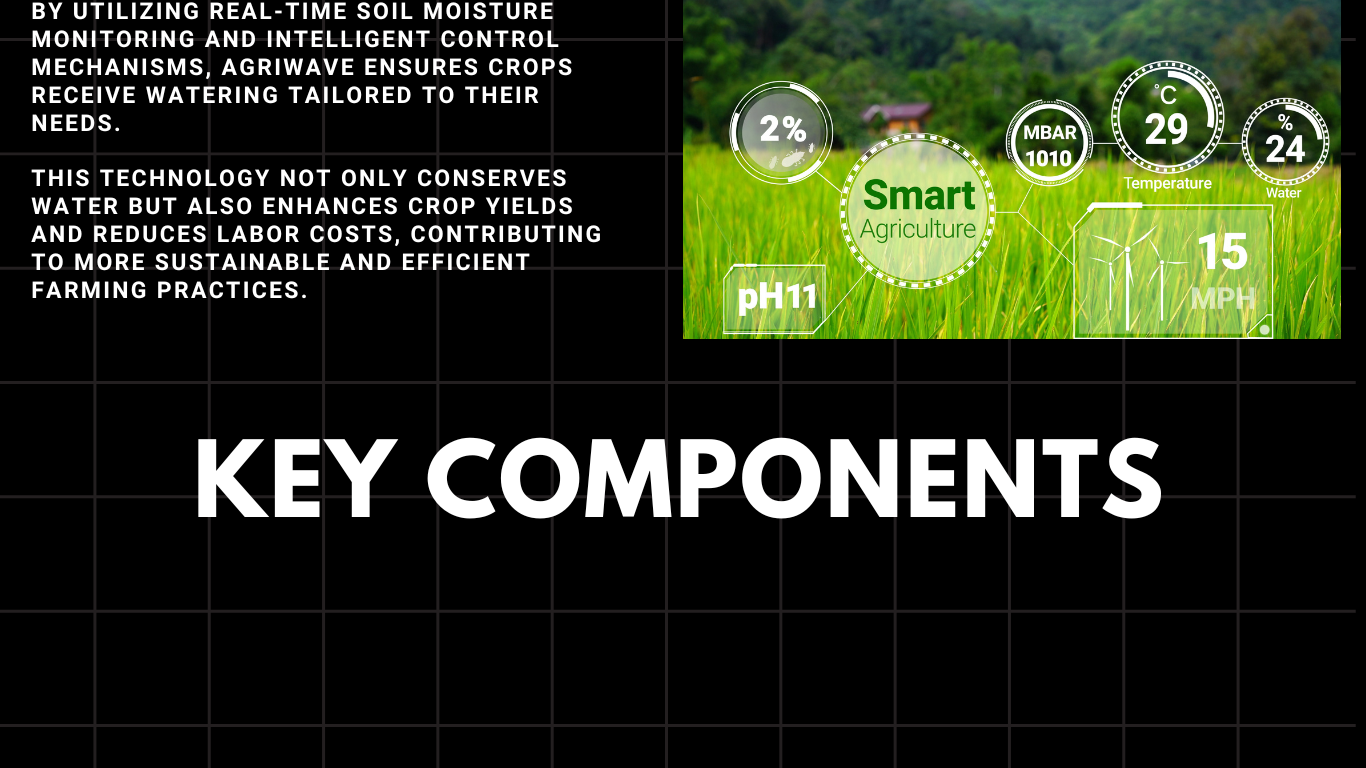 BY UTILIZING REAL-TIME SOIL MOISTURE
MONITORING AND INTELLIGENT CONTROL
MECHANISMS, AGRIWAVE ENSURES CROPS
RECEIVE WATERING TAILORED TO THEIR
NEEDS.
THIS TECHNOLOGY NOT ONLY CONSERVES
WATER BUT ALSO ENHANCES CROP YIELDS
AND REDUCES LABOR COSTS, CONTRIBUTING
TO MORE SUSTAINABLE AND EFFICIENT
FARMING PRACTICES.
2%
Smart
Agriculture
pH11
MBAR
1010
°C
29
Temperature
%
24
Water
15
MPH
KEY COMPONENTS